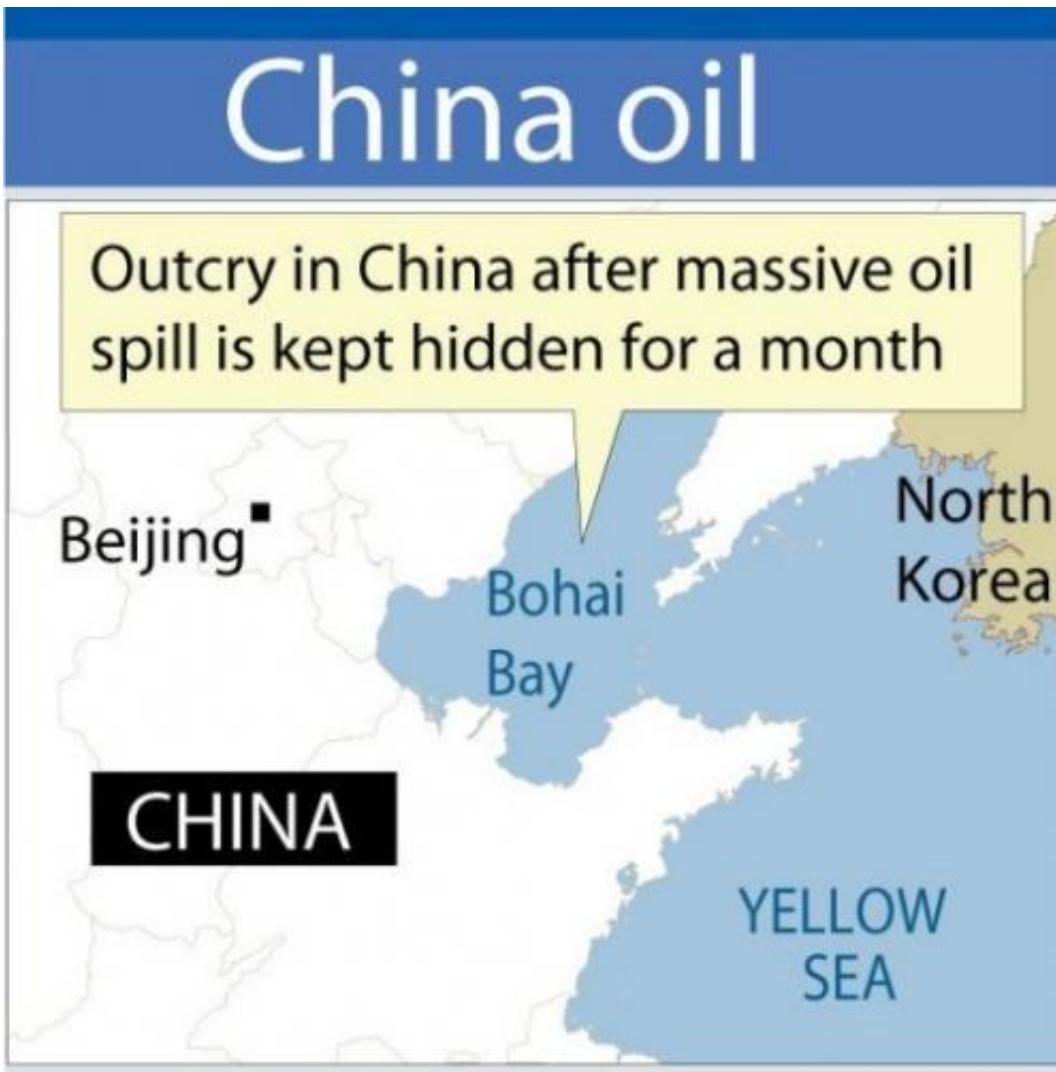 China oil
Outcry in China after massive oil
spill is kept hidden for a month
Beijing
North
Korea
Bohai
Bay
CHINA
YELLOW
SEA